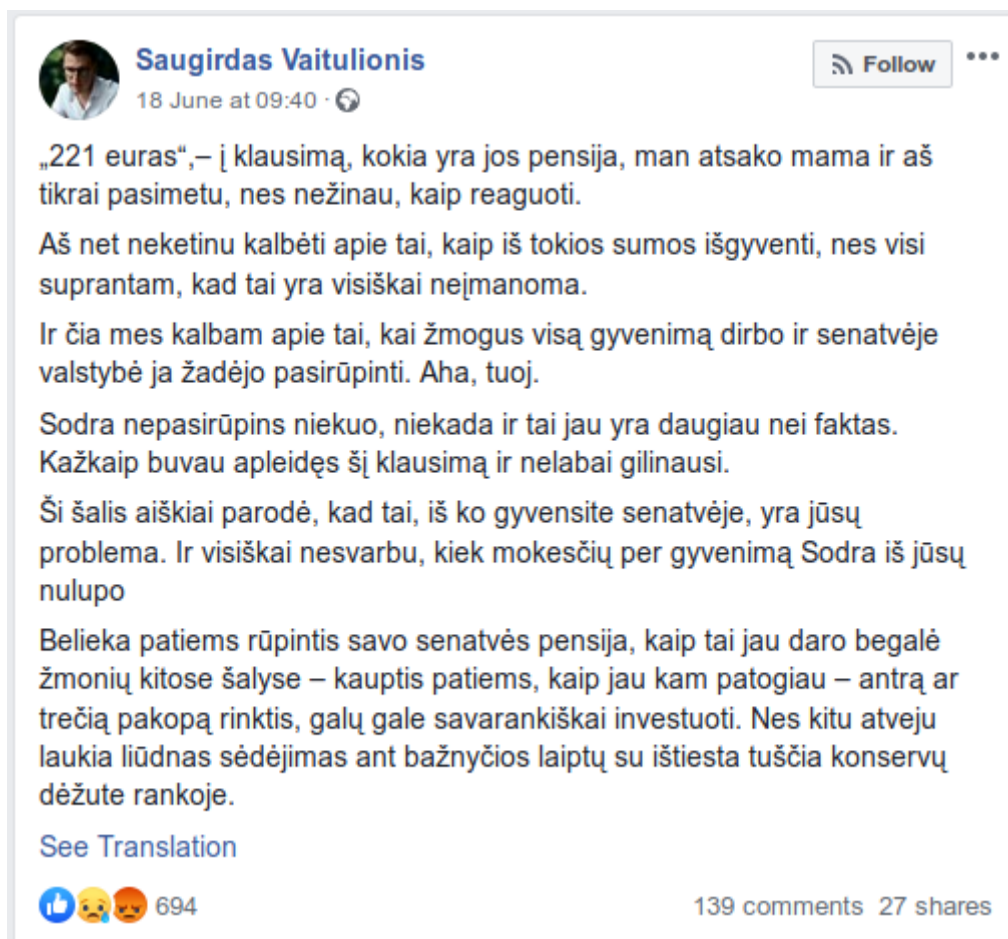 Saugirdas Vaitulionis
Follow
18 June at 09:40 ·
„221 euras“,– į klausimą, kokia yra jos pensija, man atsako mama ir aš
tikrai pasimetu, nes nežinau, kaip reaguoti.
Aš net neketinu kalbėti apie tai, kaip iš tokios sumos išgyventi, nes visi
suprantam, kad tai yra visiškai neįmanoma.
Ir čia mes kalbam apie tai, kai žmogus visą gyvenimą dirbo ir senatvėje
valstybė ja žadėjo pasirūpinti. Aha, tuoj.
Sodra nepasirūpins niekuo, niekada ir tai jau yra daugiau nei faktas.
Kažkaip buvau apleidęs šį klausimą ir nelabai gilinausi.
Ši šalis aiškiai parodė, kad tai, iš ko gyvensite senatvėje, yra jūsų
problema. Ir visiškai nesvarbu, kiek mokesčių per gyvenimą Sodra iš jūsų
nulupo
Belieka patiems rūpintis savo senatvės pensija, kaip tai jau daro begalė
žmonių kitose šalyse – kauptis patiems, kaip jau kam patogiau – antrą ar
trečią pakopą rinktis, galų gale savarankiškai investuoti. Nes kitu atveju
laukia liūdnas sėdėjimas ant bažnyčios laiptų su ištiesta tuščia konservų
dėžute rankoje.
See Translation
694
139 comments 27 shares